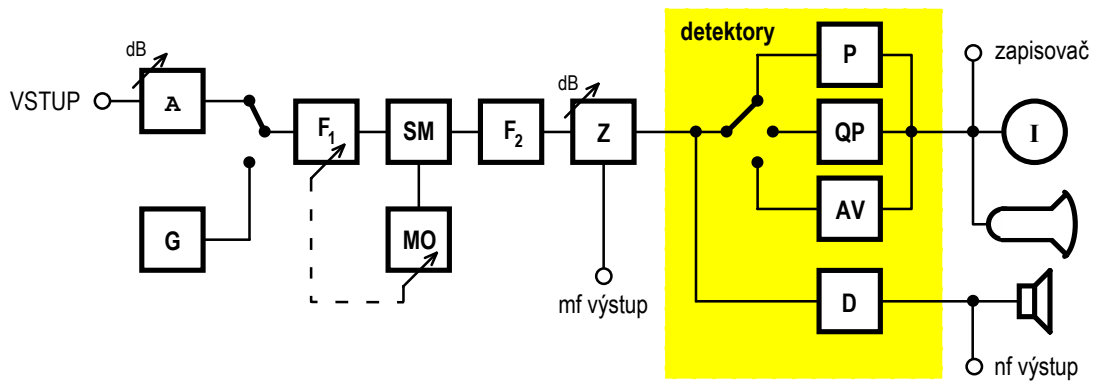 detektory
dB
P
zapisovač
VSTUP
A
dB
F1
SM
F2
Z
QP
I
G
MO
AV
mf výstup
D
nf výstup